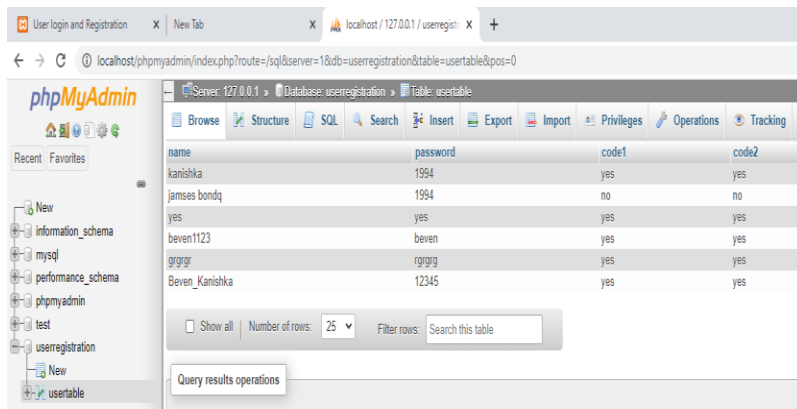 User login and Registration X New Tab X localhost / 127.0.0.1 / userregistr X +
localhost/phpmyadmin/index.php?route=/sql&server=1&db=userregistration&table=usertable&pos=0
phpMyAdmin
Recent Favorites
New
information_schema
mysql
performance_schema
phpmyadmin
test
userregistration
New
usertable
Server: 127.0.0.1 » Database: userregistration » Table: usertable
Browse Structure SQL Search Insert Export Import Privileges Operations Tracking
name password code1 code2
kanishka 1994 yes yes
jamses bondq 1994 no no
yes yes yes yes
beven1123 beven yes yes
grgrgr rgrgrg yes yes
Beven_Kanishka 12345 yes yes
Show all Number of rows: 25 Filter rows: Search this table
Query results operations